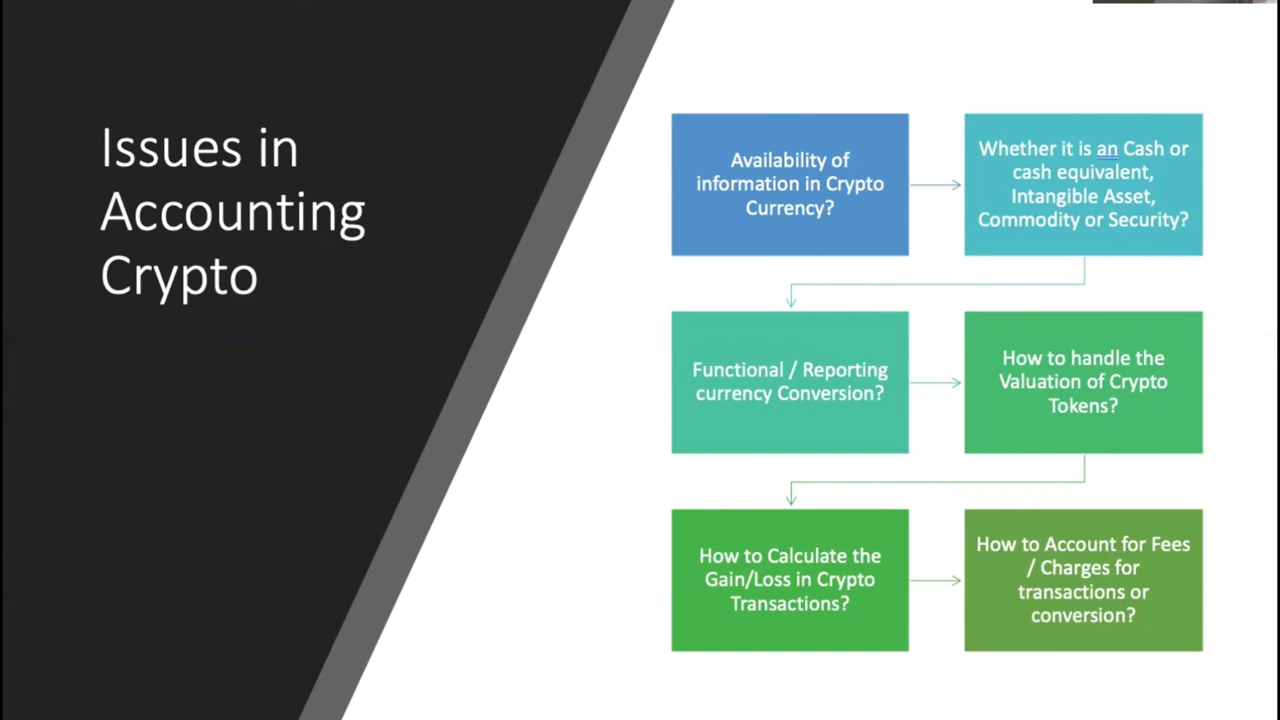 Issues in
Accounting
Crypto
Availability of
information in Crypto
Currency?
Whether it is an Cash or
cash equivalent,
Intangible Asset,
Commodity or Security?
Functional / Reporting
currency Conversion?
How to handle the
Valuation of Crypto
Tokens?
How to Calculate the
Gain/Loss in Crypto
Transactions?
How to Account for Fees
/ Charges for
transactions or
conversion?